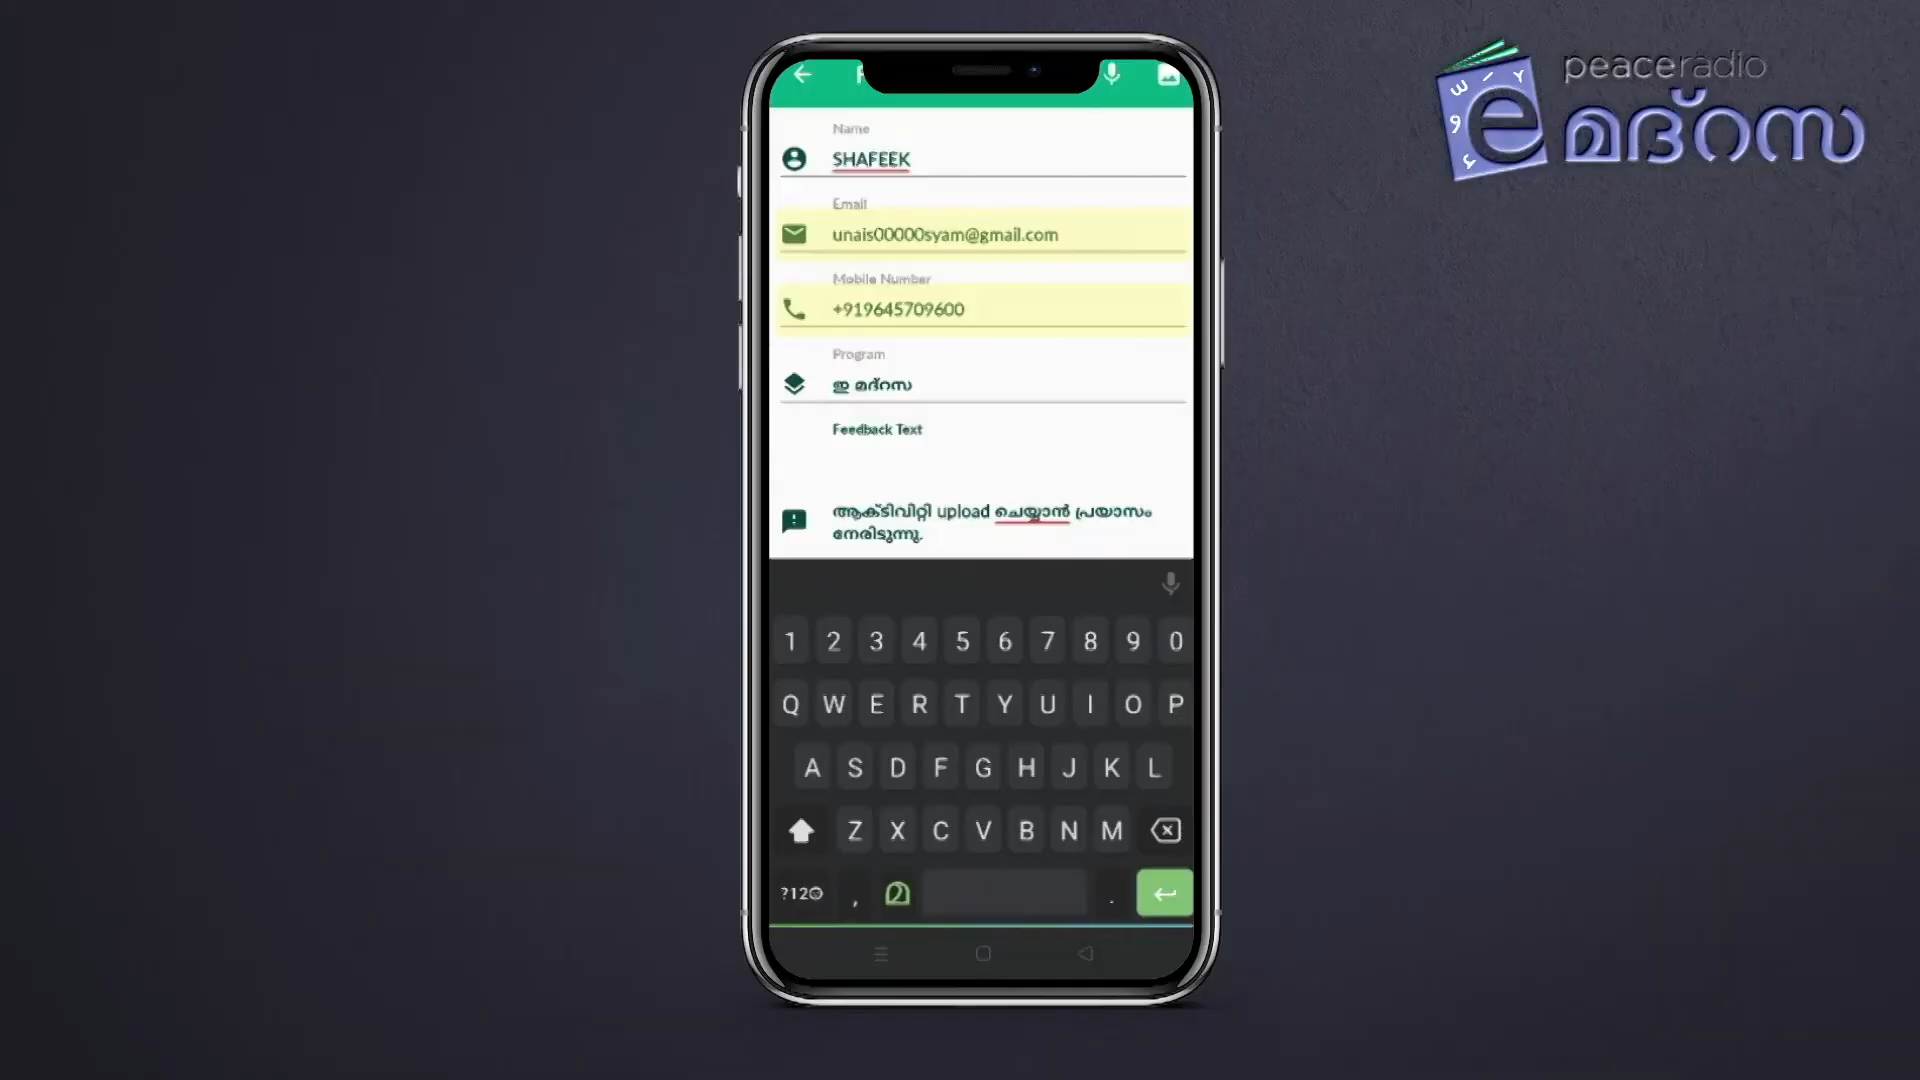 peaceradio
e മദ്റസ
Name
SHAFEEK
Email
unais00000syam@gmail.com
Mobile Number
+919645709600
Program
ഇ മദ്റസ
Feedback Text
ആക്ടിവിറ്റി upload ചെയ്യാൻ പ്രയാസം
നേരിടുന്നു.
1 2 3 4 5 6 7 8 9 0
Q W E R T Y U I O P
A S D F G H J K L
Z X C V B N M
?12☺ , മ .